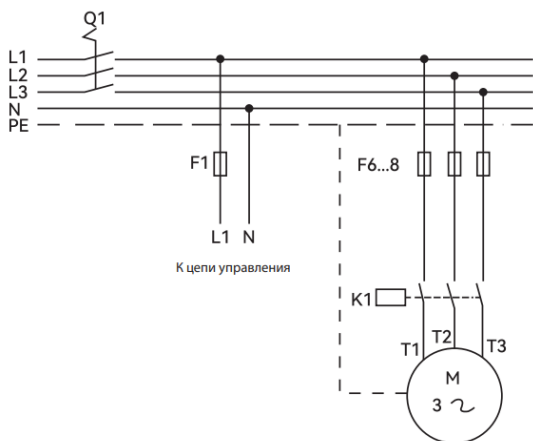 Q1
L1
L2
L3
N
PE
F1
F6...8
L1 N
К цепи управления
K1
T1 T2 T3
M
3 ~